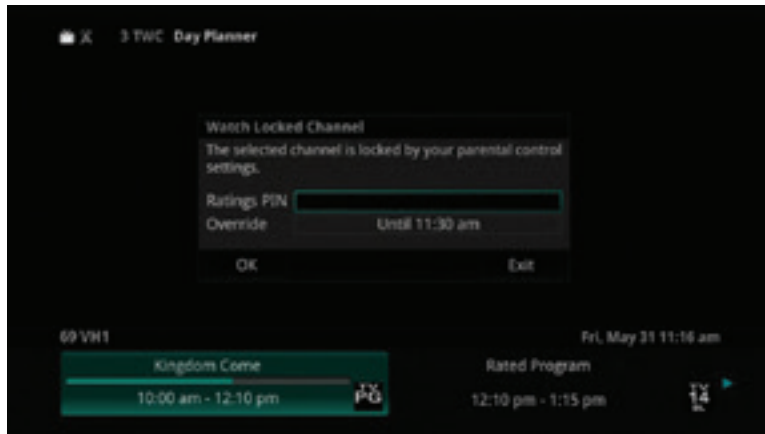 3 TWC Day Planner
Watch Locked Channel
The selected channel is locked by your parental control
settings.
Ratings PIN
Override Until 11:30 am
OK Exit
69 VH1 Fri, May 31 11:16 am
Kingdom Come Rated Program
10:00 am - 12:10 pm TV PG 12:10 pm - 1:15 pm TV 14